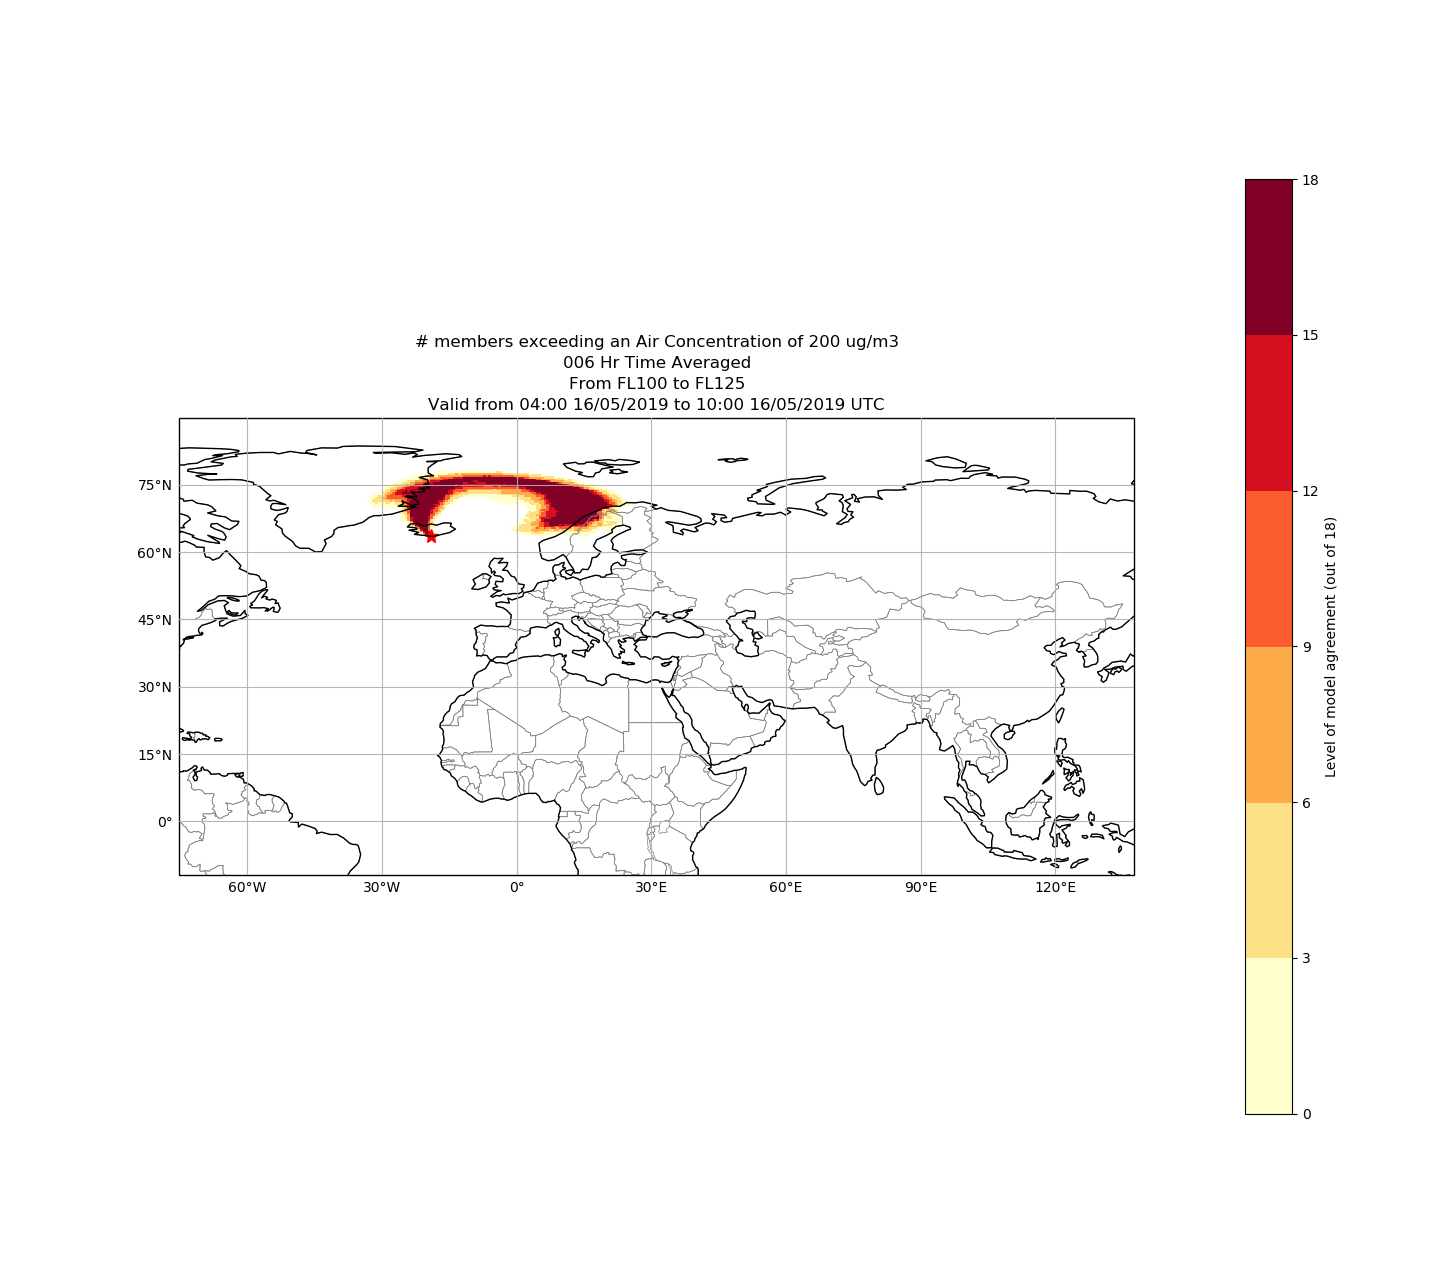 # members exceeding an Air Concentration of 200 ug/m3
006 Hr Time Averaged
From FL100 to FL125
Valid from 04:00 16/05/2019 to 10:00 16/05/2019 UTC
75°N
60°N
45°N
30°N
15°N
0°
60°W
30°W
0°
30°E
60°E
90°E
120°E
18
15
12
9
6
3
0
Level of model agreement (out of 18)